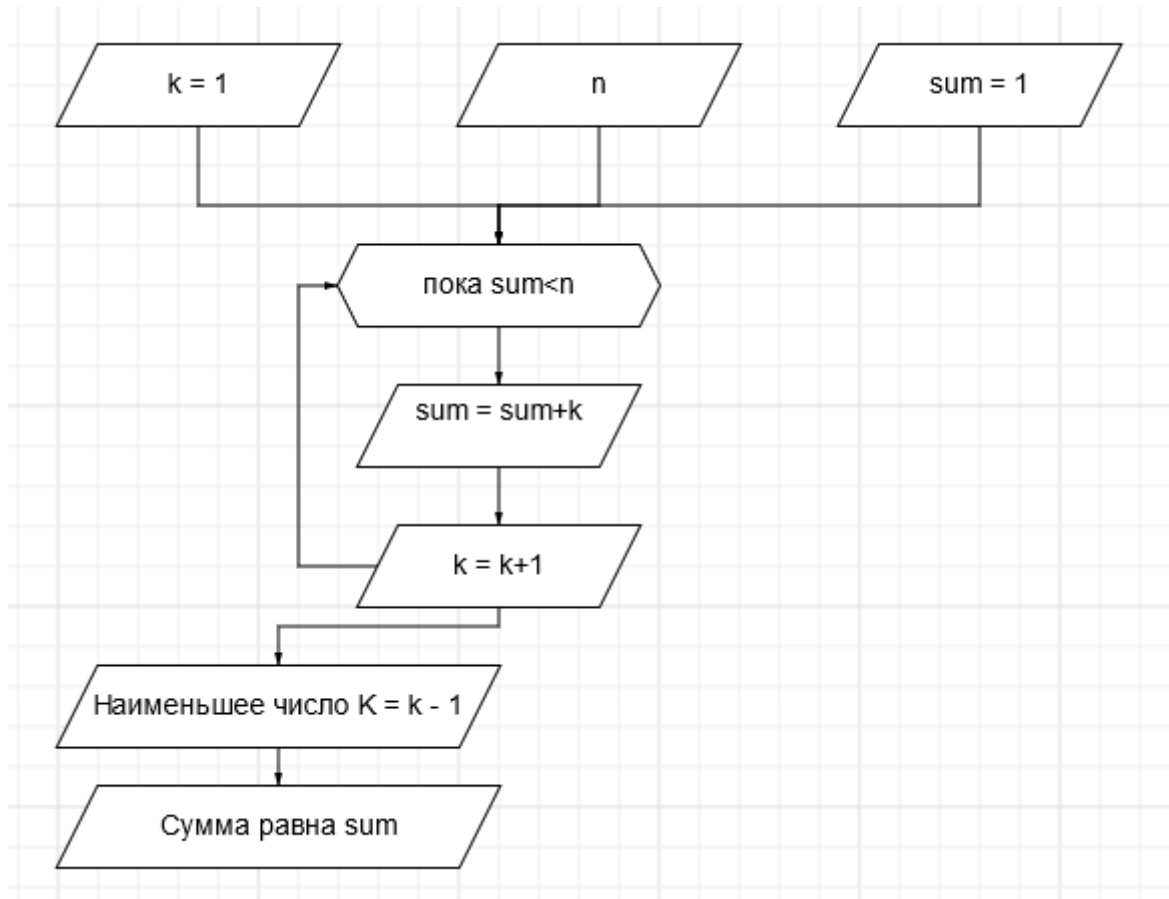 k = 1
n
sum = 1
пока sum<n
sum = sum+k
k = k+1
Наименьшее число K = k - 1
Сумма равна sum